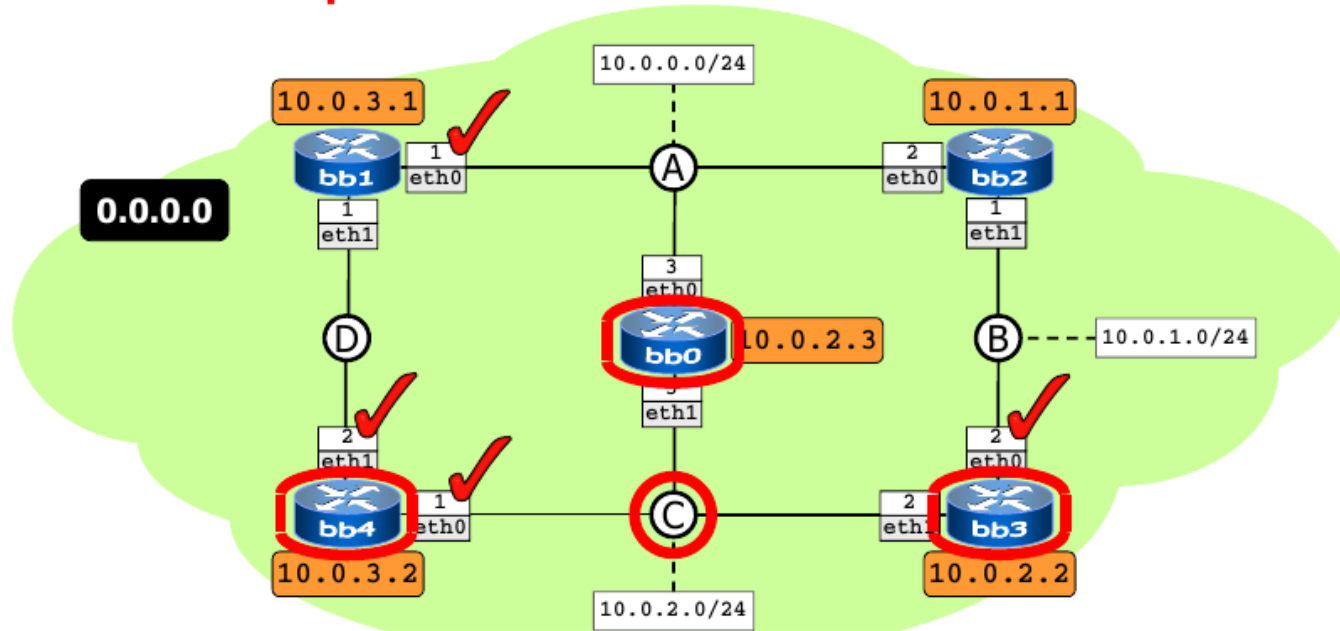 10.0.0.0/24
10.0.3.1
10.0.1.1
1
eth0
bb1
A
2
eth0
bb2
0.0.0.0
1
eth1
1
eth1
3
eth0
D
bb0
10.0.2.3
B
10.0.1.0/24
eth1
2
eth1
2
eth0
bb4
1
eth0
C
2
eth1
bb3
10.0.3.2
10.0.2.2
10.0.2.0/24